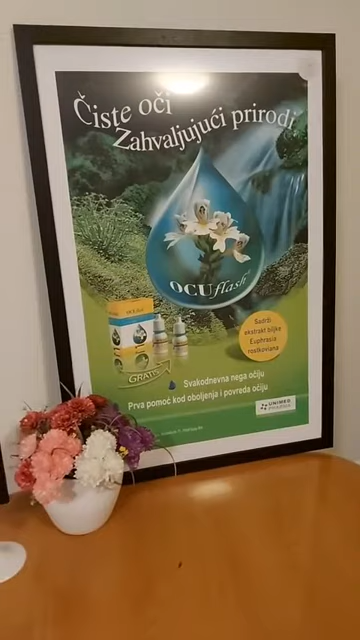 Čiste oči
Zahvaljujući prirodi
OCUflash
Sadrži
ekstrakt biljke
Euphrasia
rostkoviana
GRATIS
Svakodnevna nega očiju
Prva pomoć kod oboljenja i povreda očiju
UNIMED
PHARMA